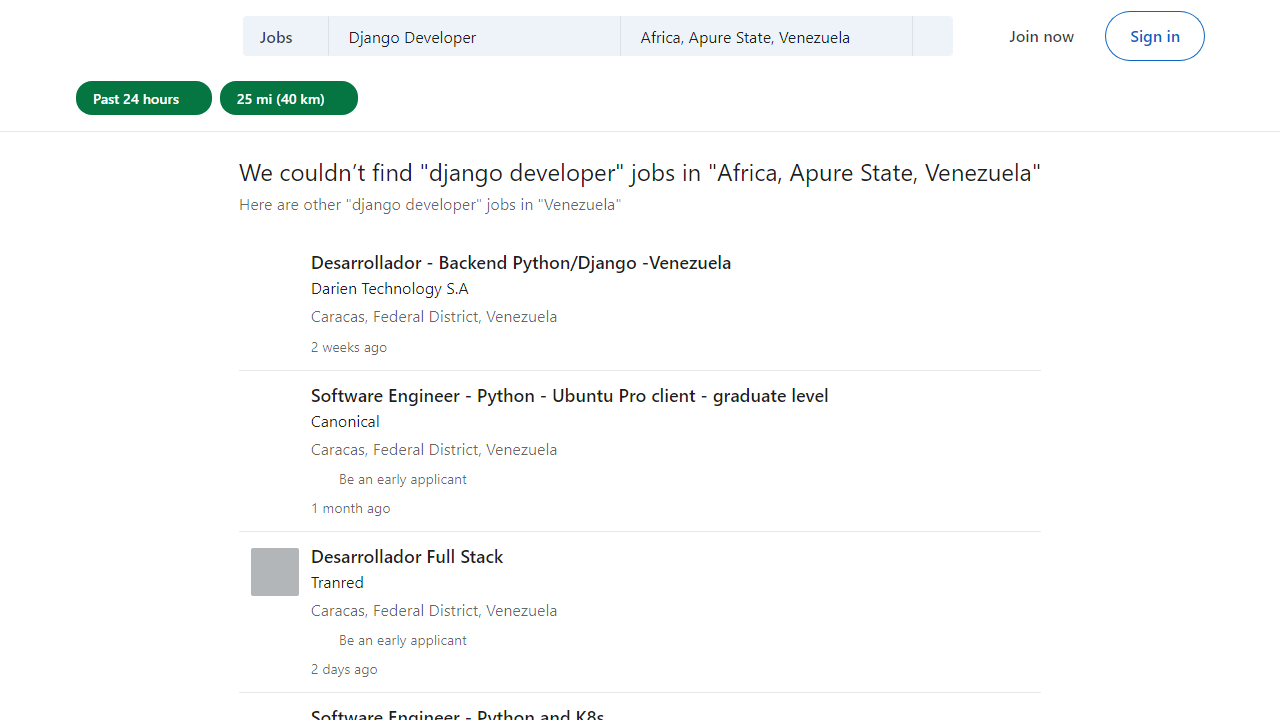 Jobs
Django Developer
Africa, Apure State, Venezuela
Join now
Sign in
Past 24 hours
25 mi (40 km)
We couldn’t find "django developer" jobs in "Africa, Apure State, Venezuela"
Here are other "django developer" jobs in "Venezuela"
Desarrollador - Backend Python/Django -Venezuela
Darien Technology S.A
Caracas, Federal District, Venezuela
2 weeks ago
Software Engineer - Python - Ubuntu Pro client - graduate level
Canonical
Caracas, Federal District, Venezuela
Be an early applicant
1 month ago
Desarrollador Full Stack
Tranred
Caracas, Federal District, Venezuela
Be an early applicant
2 days ago
Software Engineer - Python and K8s